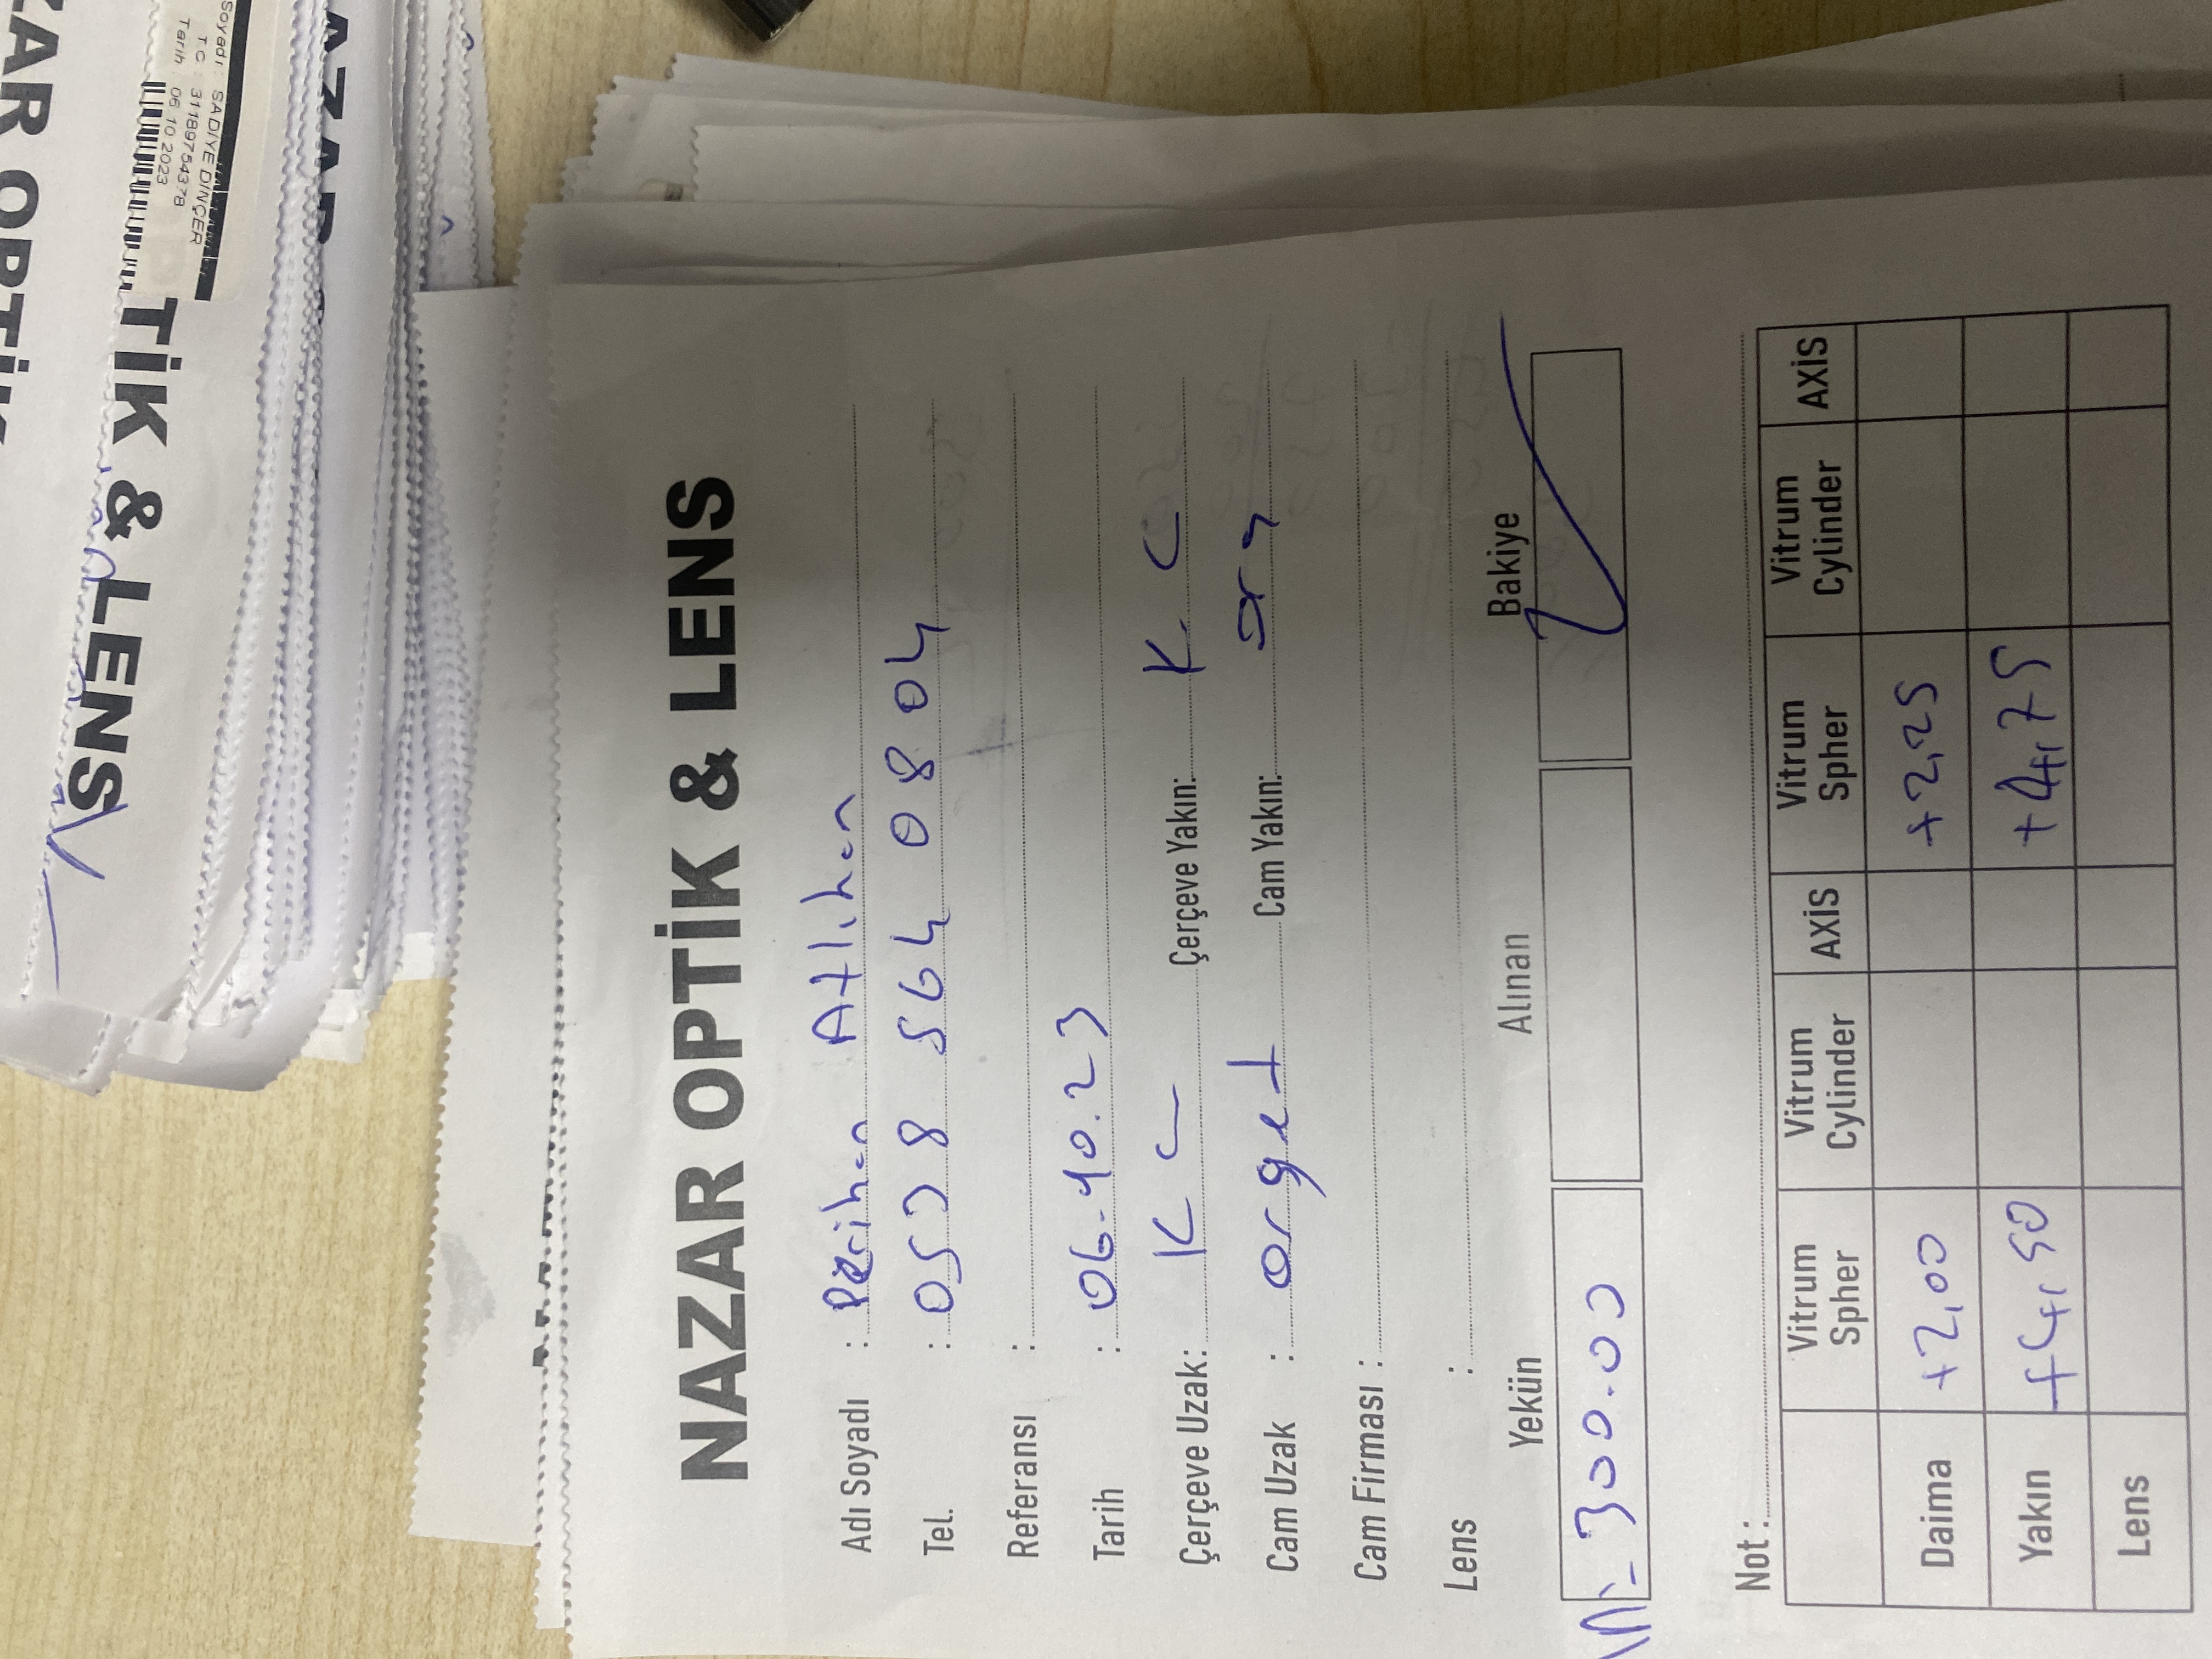 ZAR OPTİK
TİK & LENS
Soyadı : SADİYE DİNÇER
T.C : 31189754378
Tarih : 06.10.2023
AZAR
NAZAR OPTİK & LENS
Adı Soyadı : Perihan Atlıhan
Tel. : 0538 564 0804
Referansı :
Tarih : 06.10.23
Çerçeve Uzak: K C Çerçeve Yakın: K. C
Cam Uzak : orget Cam Yakın: org
Cam Firması :
Lens :
Yekün Alınan Bakiye
300.00
Not :
Vitrum Spher Vitrum Cylinder AXİS Vitrum Spher Vitrum Cylinder AXİS
Daima +2,00 +2,25
Yakın +4,50 +4,75
Lens